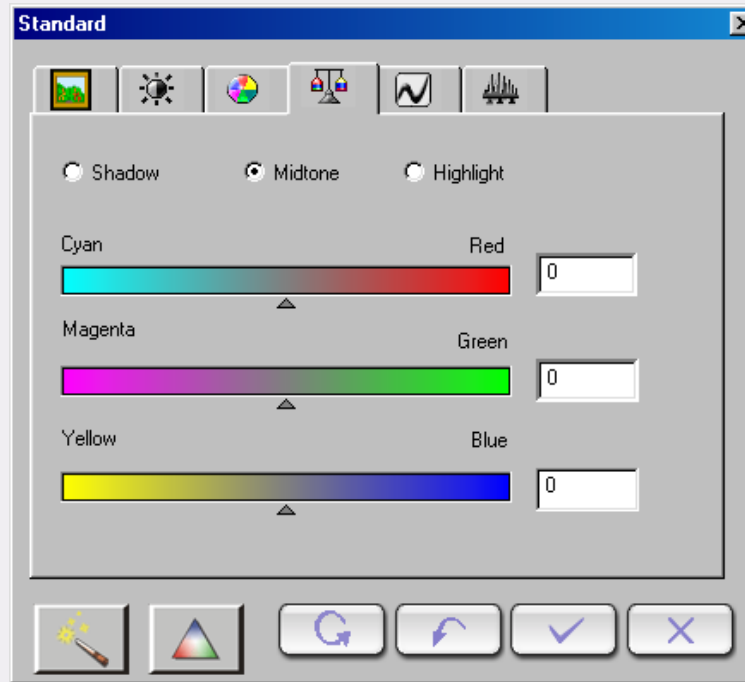 Standard
Shadow Midtone Highlight
Cyan Red
0
Magenta Green
0
Yellow Blue
0